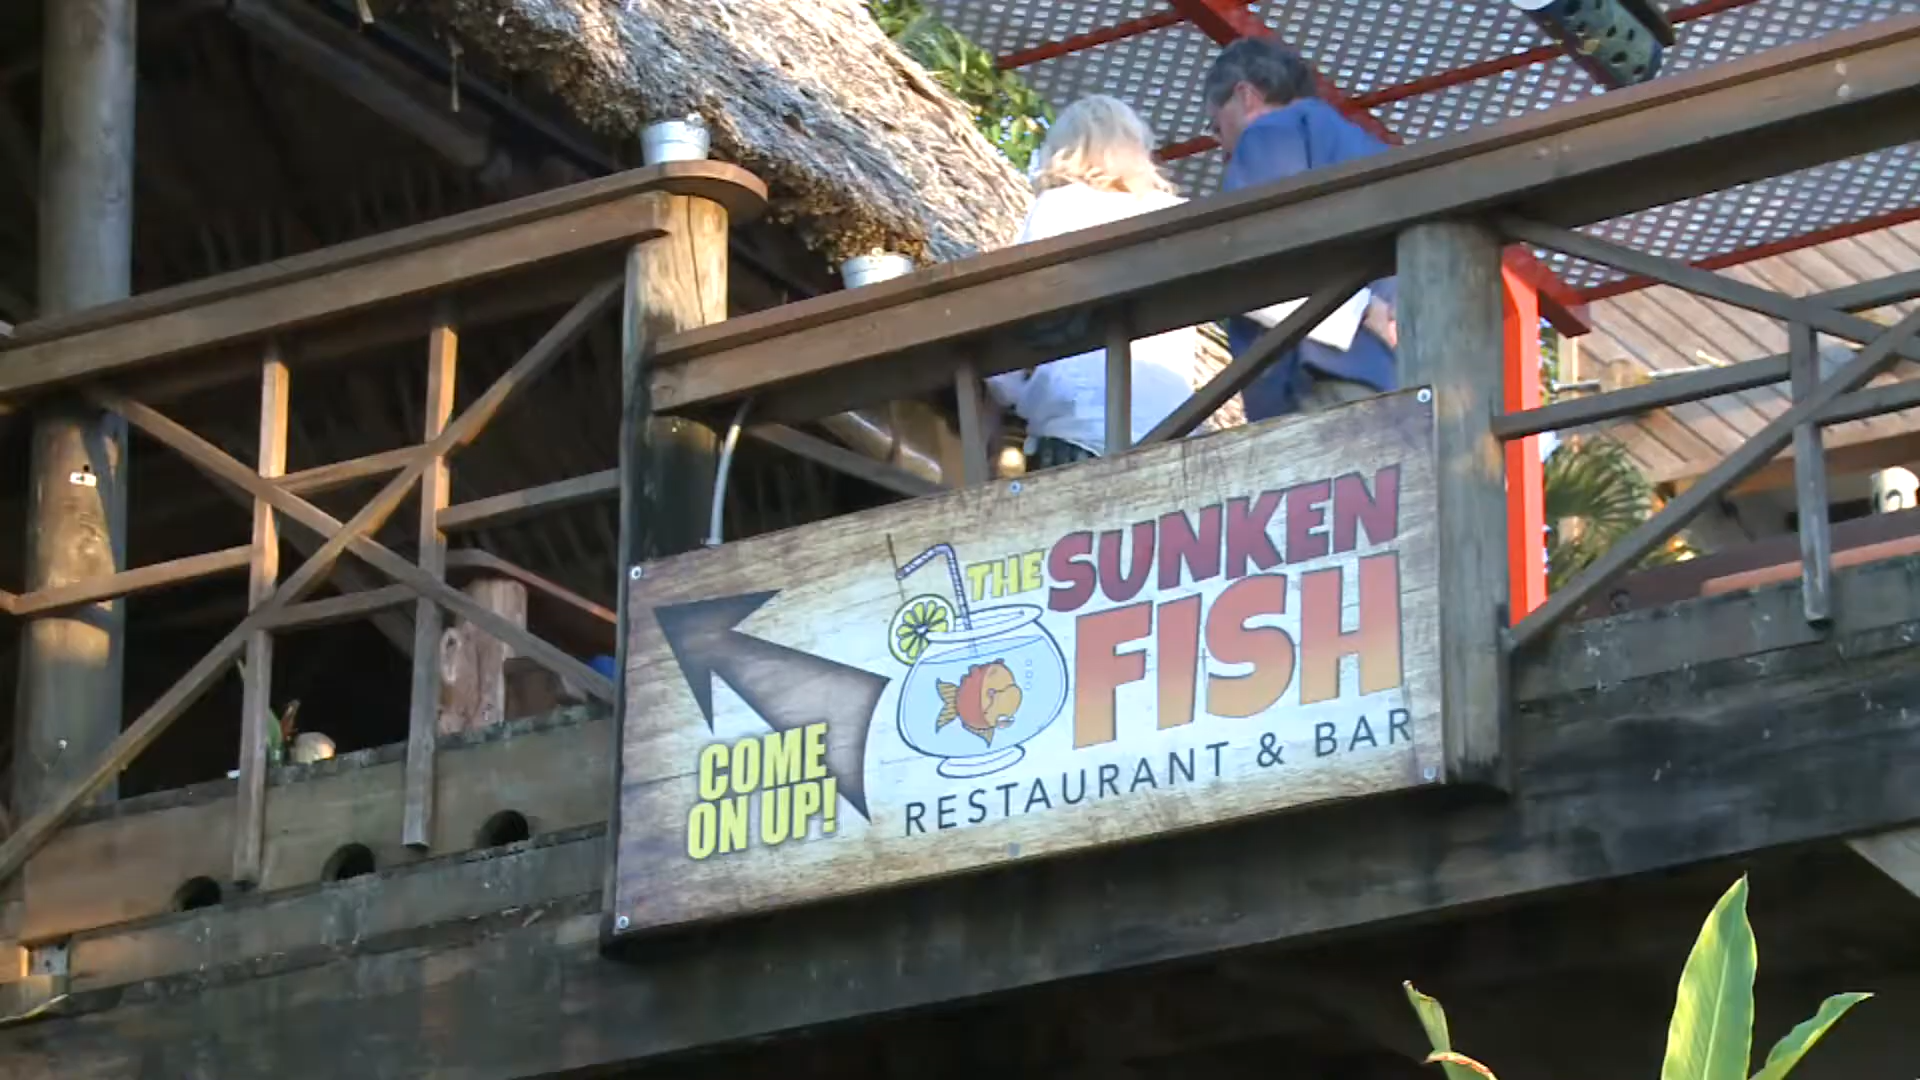 THE SUNKEN
FISH
RESTAURANT & BAR
COME
ON UP!